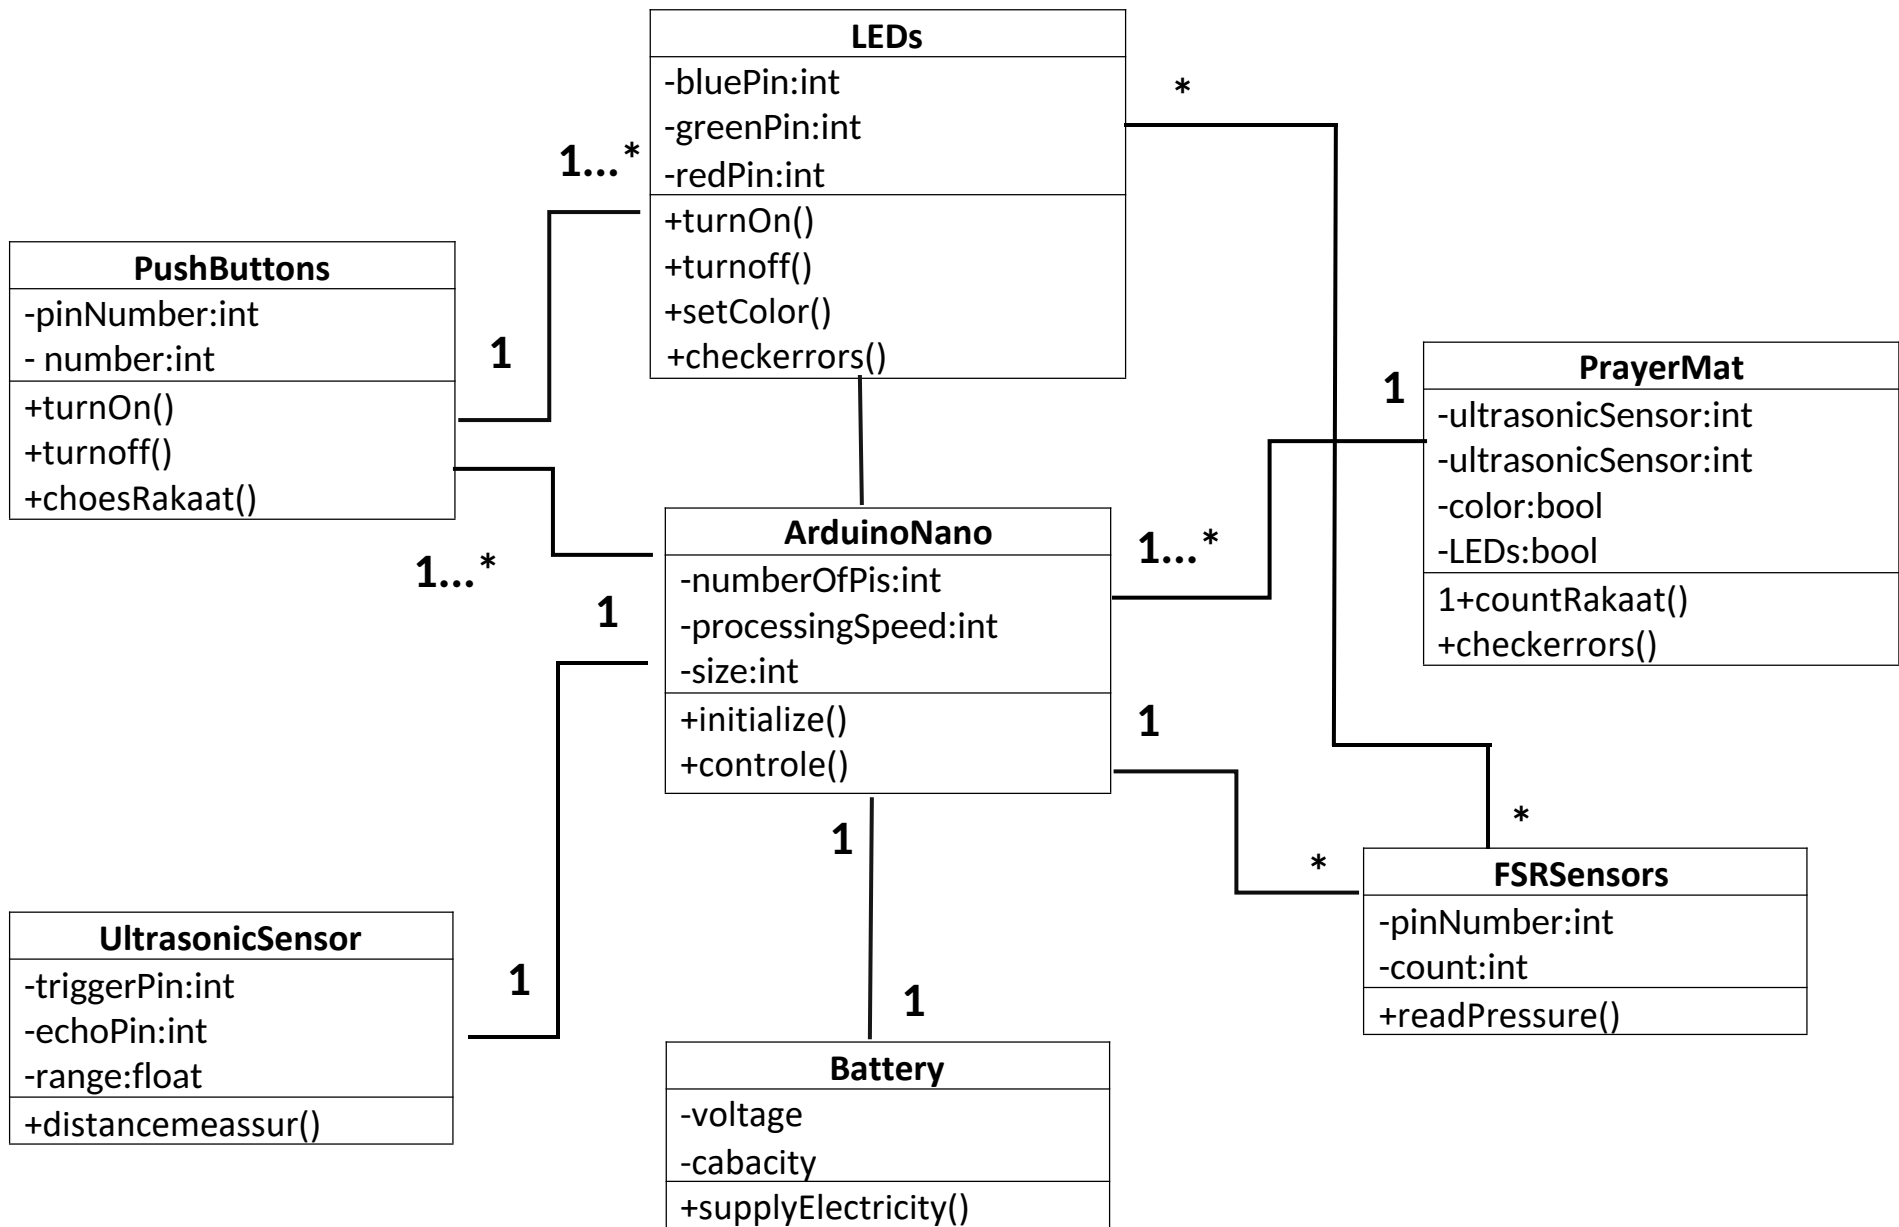 LEDs
-bluePin:int
-greenPin:int
-redPin:int
+turnOn()
+turnoff()
+setColor()
+checkerrors()
*
1...*
PushButtons
-pinNumber:int
- number:int
+turnOn()
+turnoff()
+choesRakaat()
1
1...*
PrayerMat
-ultrasonicSensor:int
-ultrasonicSensor:int
-color:bool
-LEDs:bool
1+countRakaat()
+checkerrors()
1
ArduinoNano
-numberOfPis:int
-processingSpeed:int
-size:int
+initialize()
+controle()
1...*
1
1
1
*
*
FSRSensors
-pinNumber:int
-count:int
+readPressure()
UltrasonicSensor
-triggerPin:int
-echoPin:int
-range:float
+distancemeassur()
1
1
Battery
-voltage
-cabacity
+supplyElectricity()